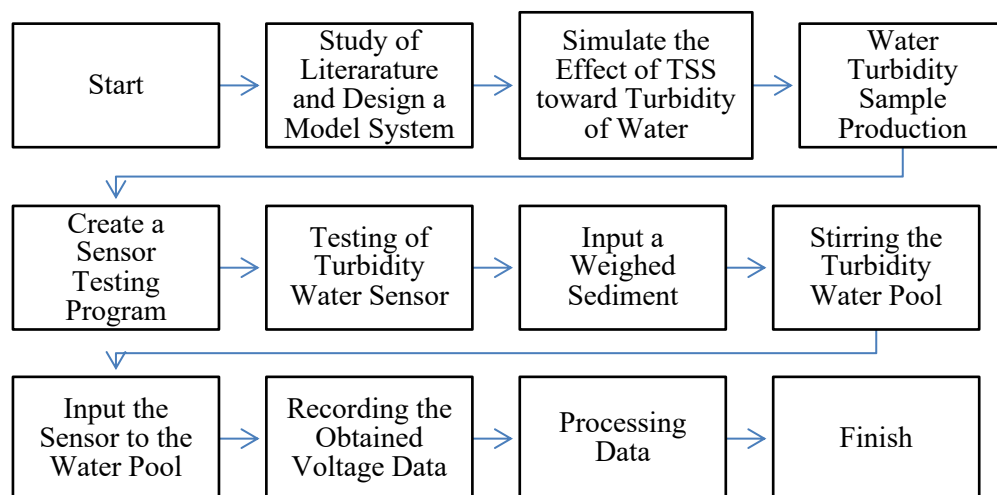 Start
Study of
Literarature
and Design a
Model System
Simulate the
Effect of TSS
toward Turbidity
of Water
Water
Turbidity
Sample
Production
Create a
Sensor
Testing
Program
Testing of
Turbidity
Water Sensor
Input a
Weighed
Sediment
Stirring the
Turbidity
Water Pool
Input the
Sensor to the
Water Pool
Recording the
Obtained
Voltage Data
Processing
Data
Finish